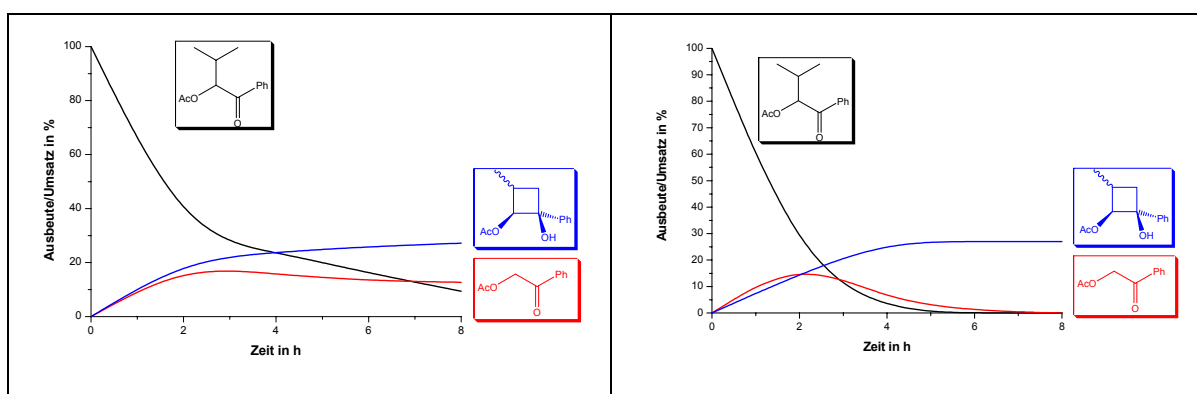 Ausbeute/Umsatz in %
100
80
60
40
20
0
0 2 4 6 8
Zeit in h
AcO Ph
O
AcO Ph
OH
AcO Ph
O
Ausbeute/Umsatz in %
100
90
80
70
60
50
40
30
20
10
0
0 2 4 6 8
Zeit in h
AcO Ph
O
AcO Ph
OH
AcO Ph
O